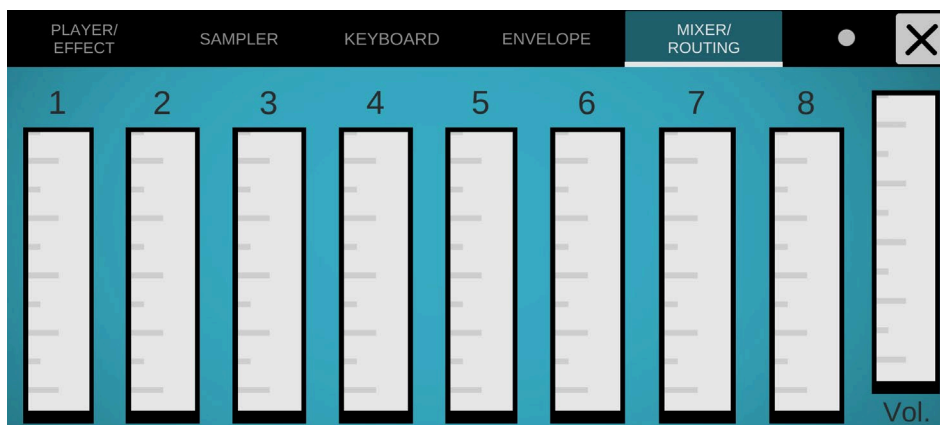 PLAYER/
EFFECT
SAMPLER
KEYBOARD
ENVELOPE
MIXER/
ROUTING
1 2 3 4 5 6 7 8
Vol.